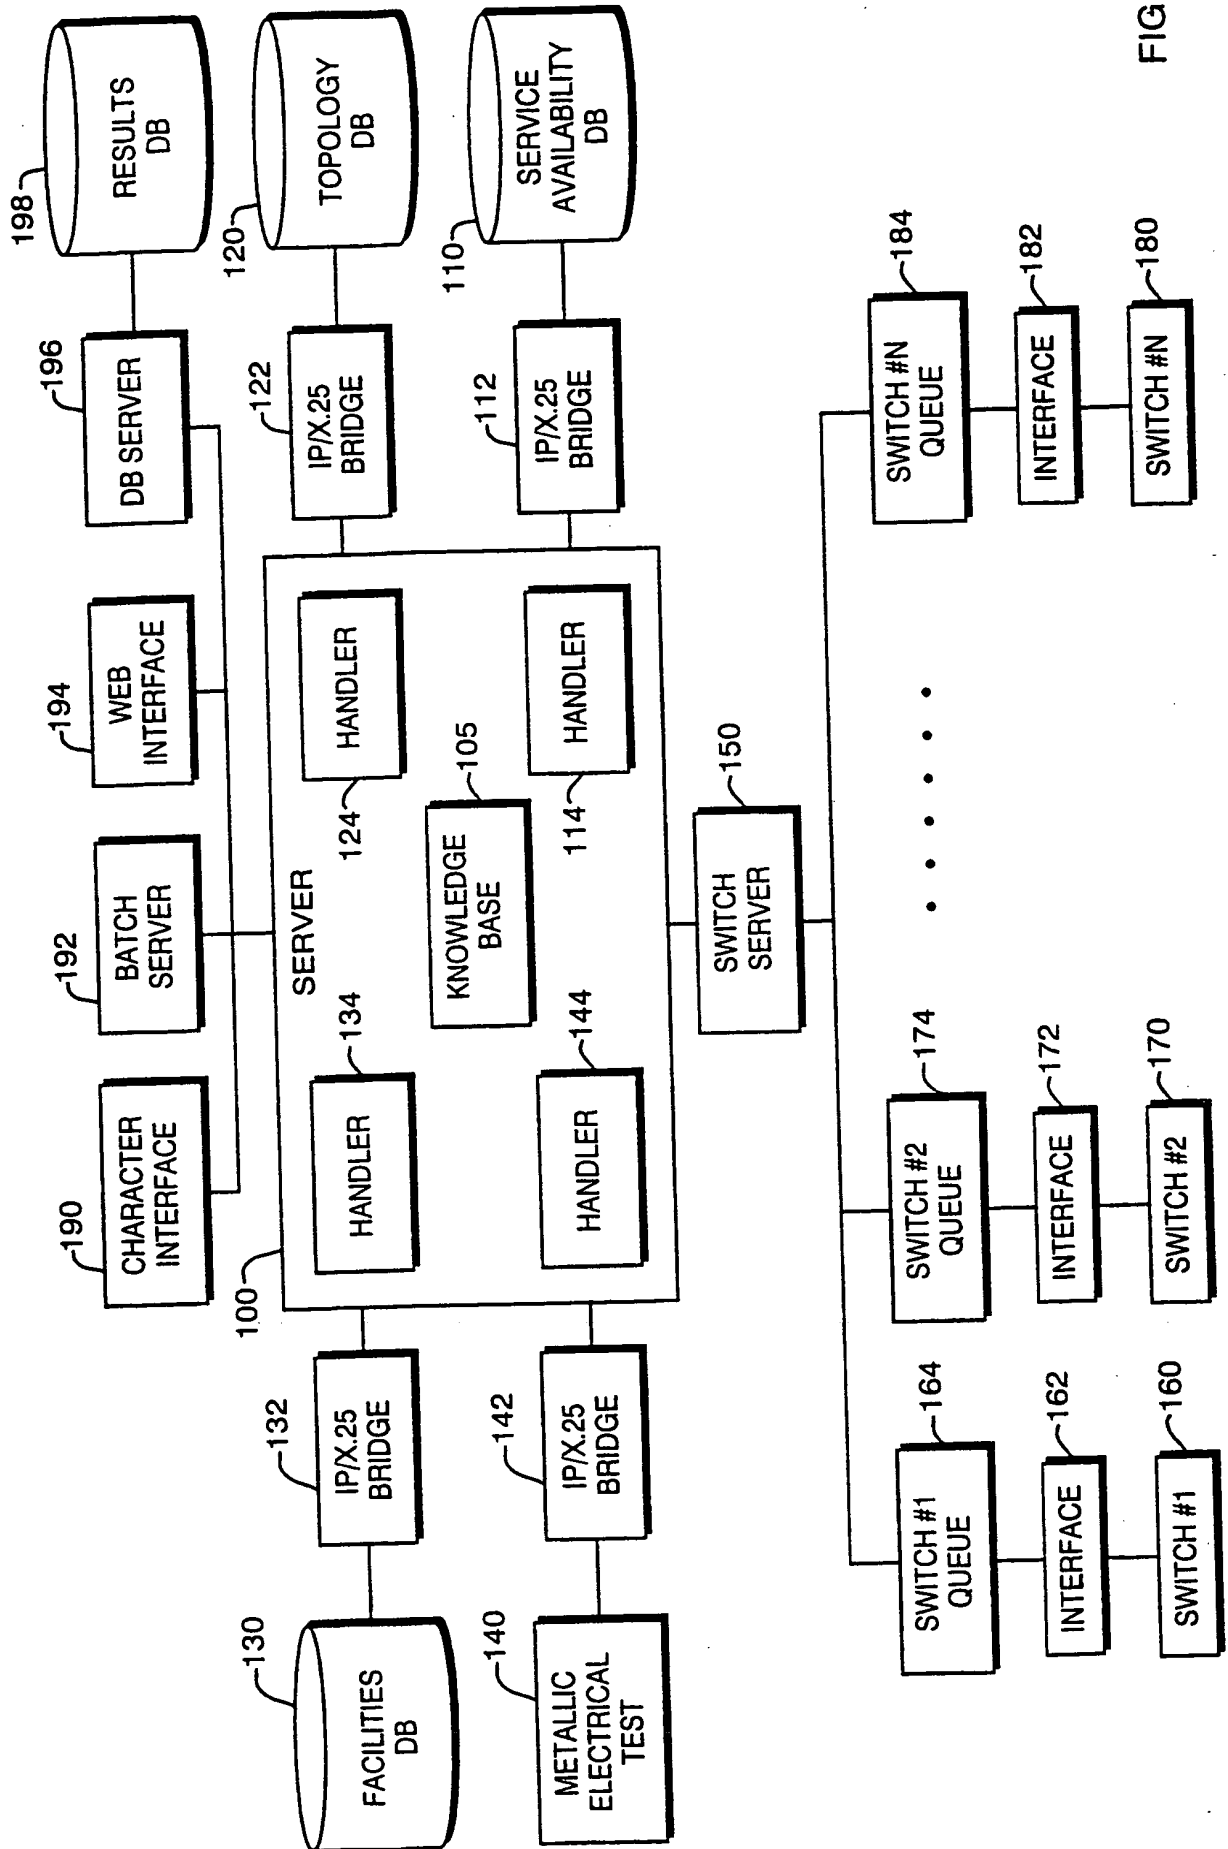 190
CHARACTER
INTERFACE
192
BATCH
SERVER
194
WEB
INTERFACE
196
DB SERVER
198
RESULTS
DB
130
FACILITIES
DB
132
IP/X.25
BRIDGE
100
SERVER
134
HANDLER
124
HANDLER
122
IP/X.25
BRIDGE
120
TOPOLOGY
DB
105
KNOWLEDGE
BASE
140
METALLIC
ELECTRICAL
TEST
142
IP/X.25
BRIDGE
144
HANDLER
114
HANDLER
112
IP/X.25
BRIDGE
110
SERVICE
AVAILABILITY
DB
150
SWITCH
SERVER
164
SWITCH #1
QUEUE
174
SWITCH #2
QUEUE
184
SWITCH #N
QUEUE
162
INTERFACE
172
INTERFACE
182
INTERFACE
160
SWITCH #1
170
SWITCH #2
180
SWITCH #N
FIG